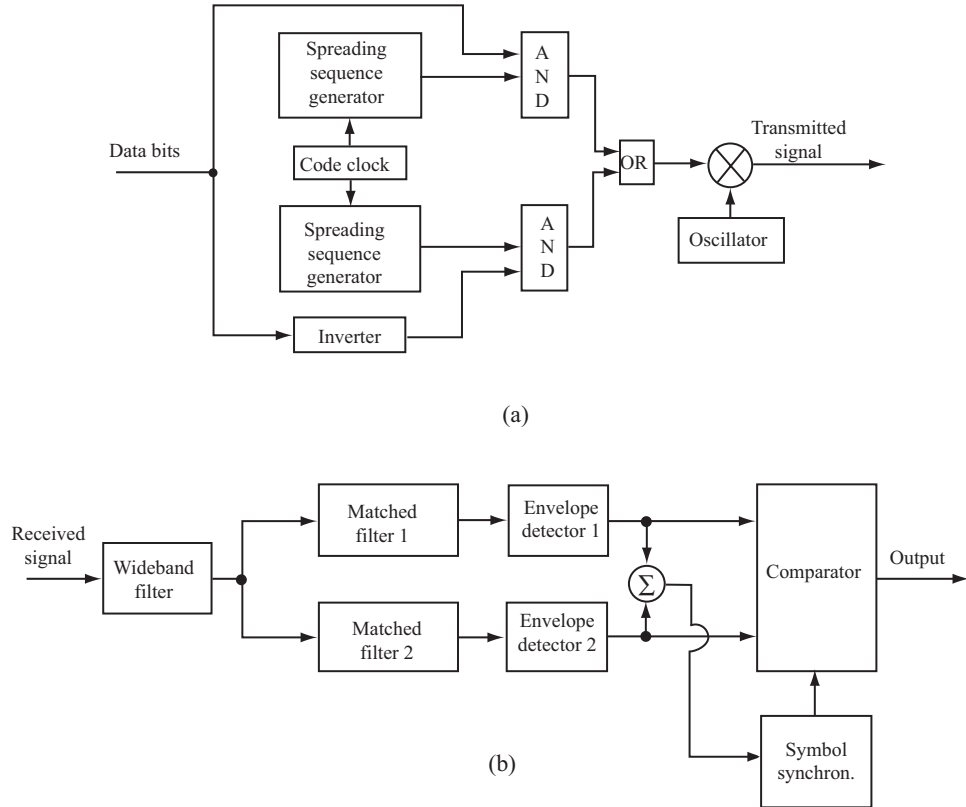 Data bits
Spreading
sequence
generator
Code clock
Spreading
sequence
generator
Inverter
A
N
D
A
N
D
OR
Transmitted
signal
Oscillator
(a)
Received
signal
Wideband
filter
Matched
filter 1
Envelope
detector 1
Σ
Matched
filter 2
Envelope
detector 2
Comparator
Output
Symbol
synchron.
(b)